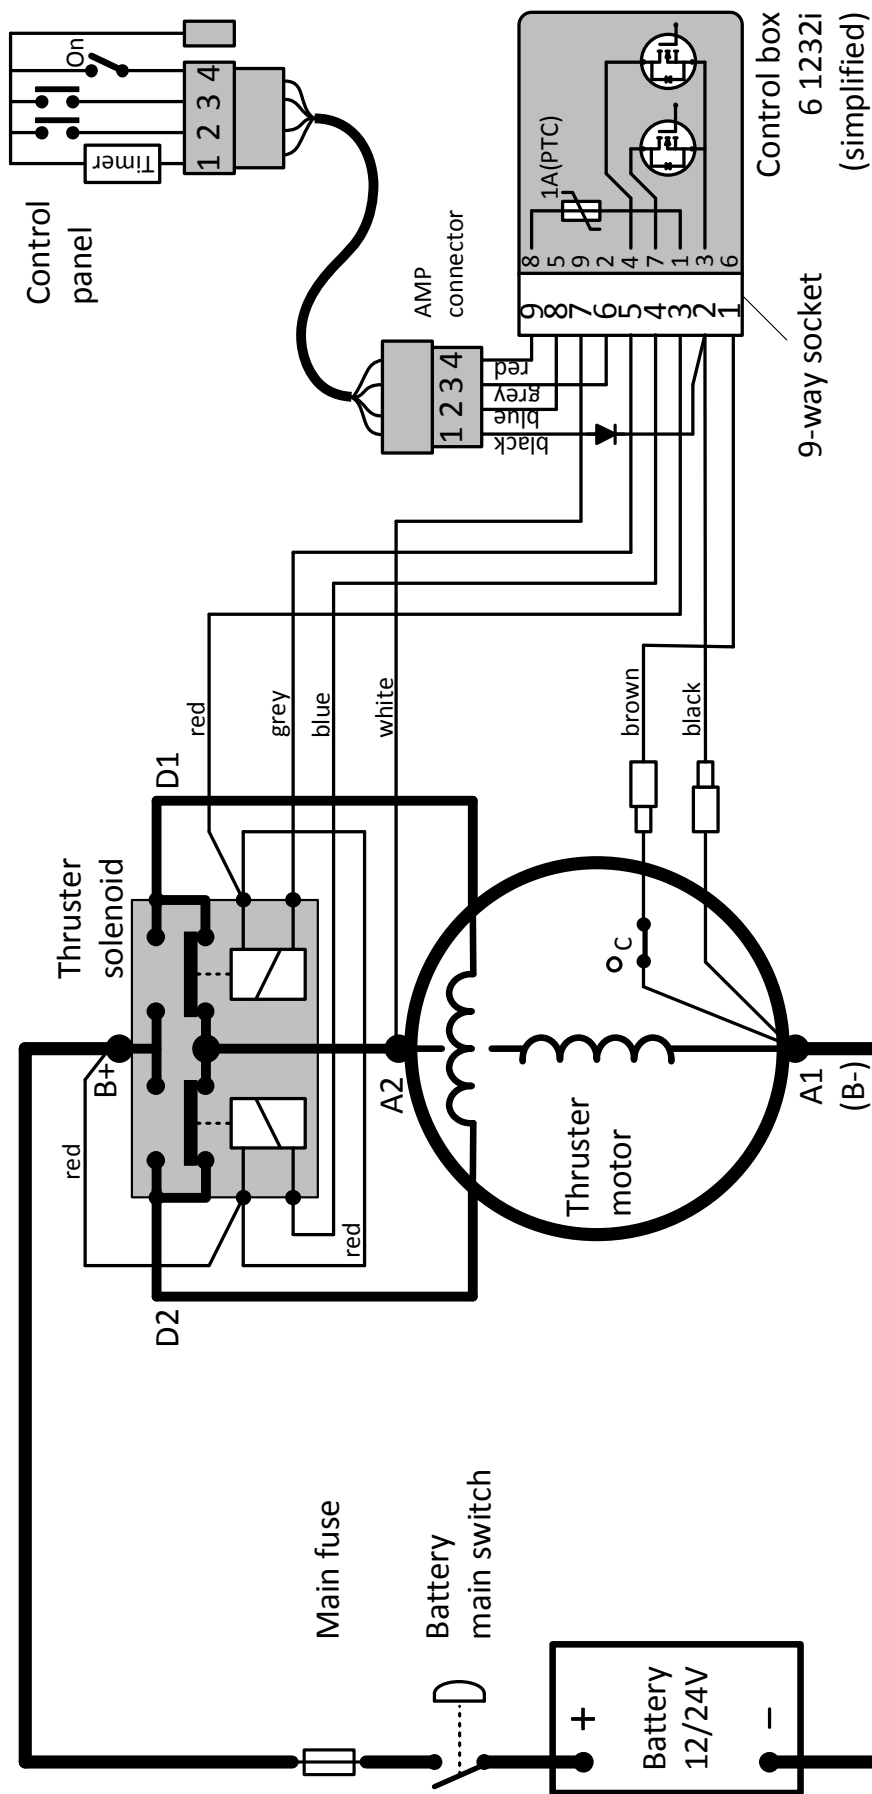 Control
panel
Timer
On
1 2 3 4
AMP
connector
1 2 3 4
black
blue
grey
red
Control box
6 1232i
(simplified)
1A(PTC)
8
5
9
2
4
7
1
3
6
9
8
7
6
5
4
3
2
1
9-way socket
Thruster
solenoid
D1
D2
B+
red
red
red
grey
blue
white
brown
black
A2
°C
Thruster
motor
A1
(B-)
Main fuse
Battery
main switch
Battery
12/24V
+
−